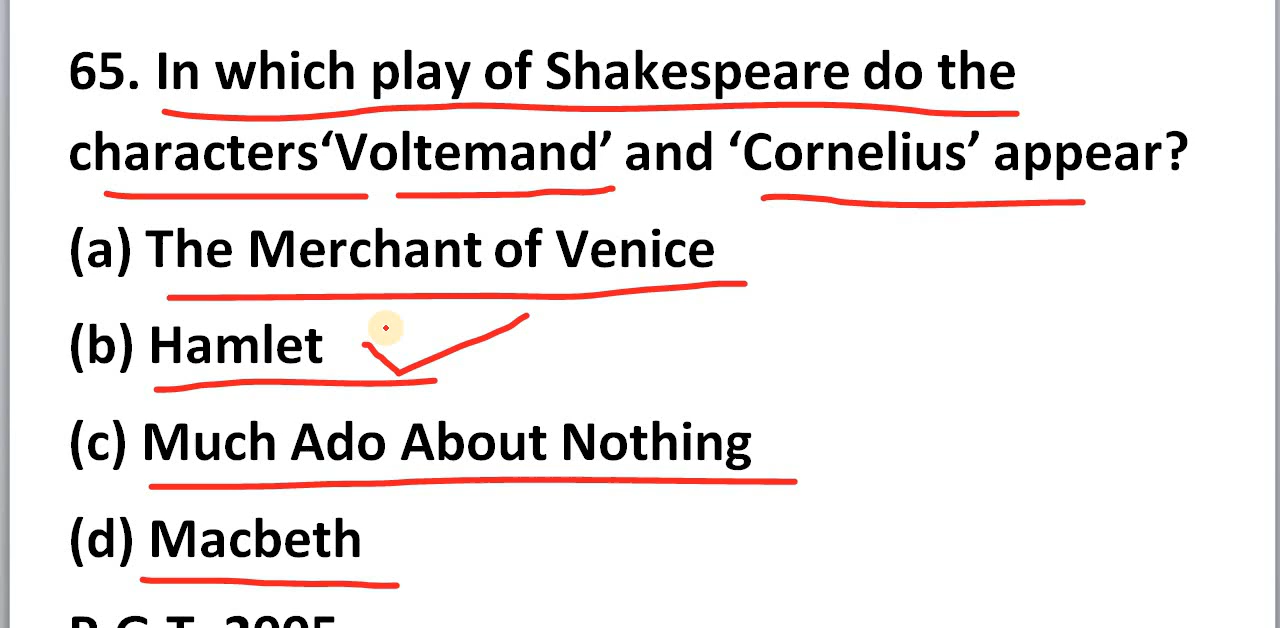 65. In which play of Shakespeare do the
characters‘Voltemand’ and ‘Cornelius’ appear?
(a) The Merchant of Venice
(b) Hamlet
(c) Much Ado About Nothing
(d) Macbeth
P.G.T. 2005